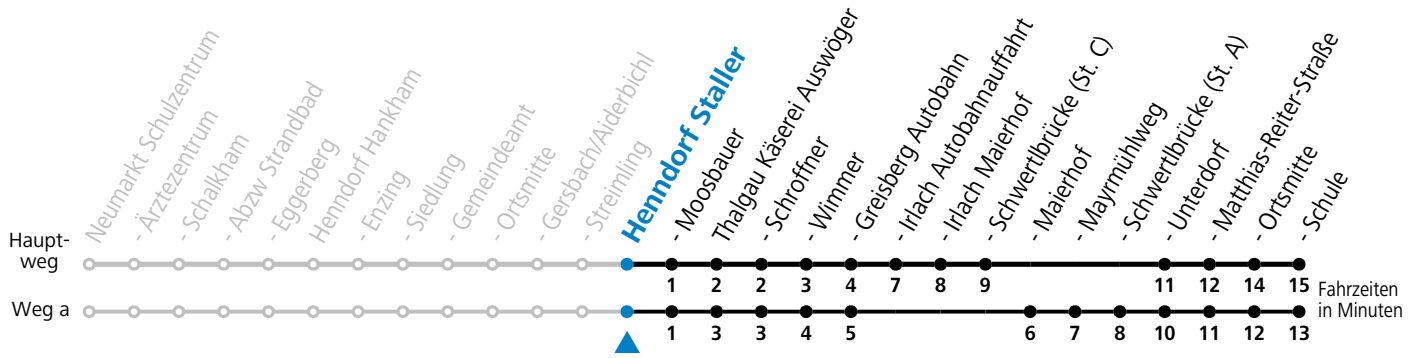 Neumarkt Schulzentrum
- Ärztezentrum
- Schalkham
- Abzw Strandbad
- Eggerberg
Henndorf Hankham
- Enzing
- Siedlung
- Gemeindeamt
- Ortsmitte
- Gersbach/Aiderbichl
- Streimling
Henndorf Staller
- Moosbauer
Thalgau Käserei Auswöger
- Schroffner
- Wimmer
- Greisberg Autobahn
- Irlach Autobahnauffahrt
- Irlach Maierhof
- Schwertlbrücke (St. C)
- Maierhof
- Mayrmühlweg
- Schwertlbrücke (St. A)
- Unterdorf
- Matthias-Reiter-Straße
- Ortsmitte
- Schule
Haupt-
weg
1 2 2 3 4 7 8 9 11 12 14 15
Weg a
1 3 3 4 5 6 7 8 10 11 12 13
Fahrzeiten
in Minuten